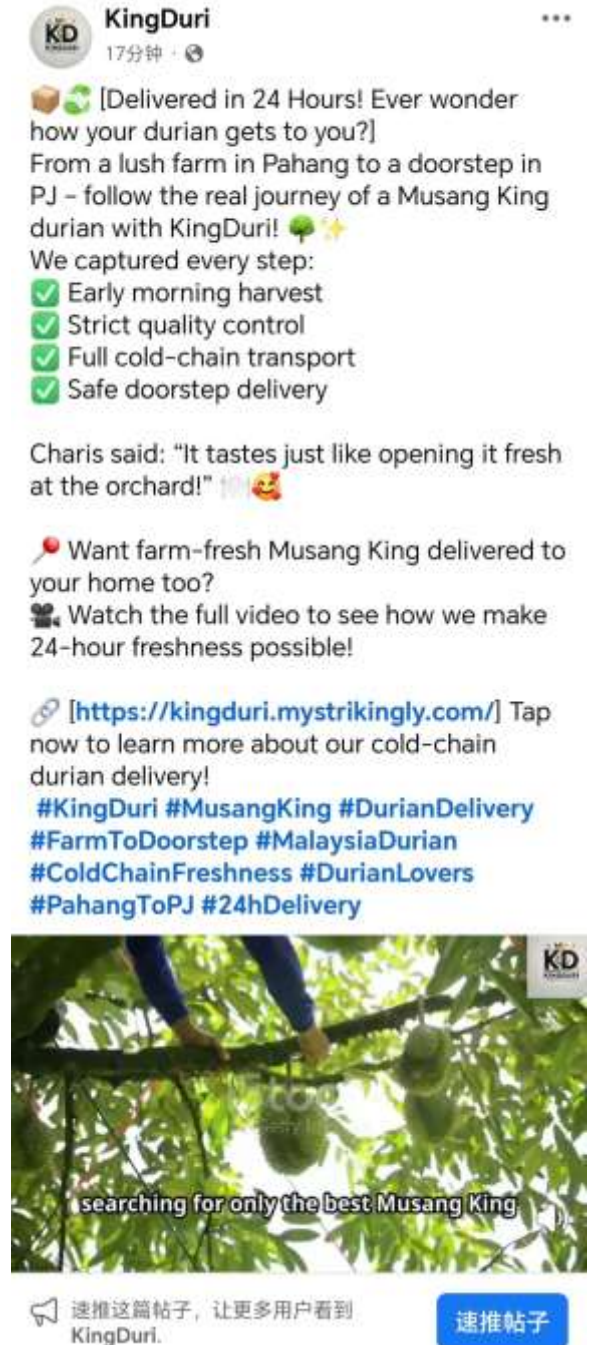 KD
KingDuri
17分钟
📦♻️ [Delivered in 24 Hours! Ever wonder
how your durian gets to you?]
From a lush farm in Pahang to a doorstep in
PJ – follow the real journey of a Musang King
durian with KingDuri! 🌳✨
We captured every step:
✅ Early morning harvest
✅ Strict quality control
✅ Full cold-chain transport
✅ Safe doorstep delivery
Charis said: “It tastes just like opening it fresh
at the orchard!” 🍽️🥰
📍 Want farm-fresh Musang King delivered to
your home too?
🎥 Watch the full video to see how we make
24-hour freshness possible!
🔗 [https://kingduri.mystrikingly.com/] Tap
now to learn more about our cold-chain
durian delivery!
#KingDuri #MusangKing #DurianDelivery
#FarmToDoorstep #MalaysiaDurian
#ColdChainFreshness #DurianLovers
#PahangToPJ #24hDelivery
KD
searching for only the best Musang King
速推这篇帖子，让更多用户看到
KingDuri.
速推帖子